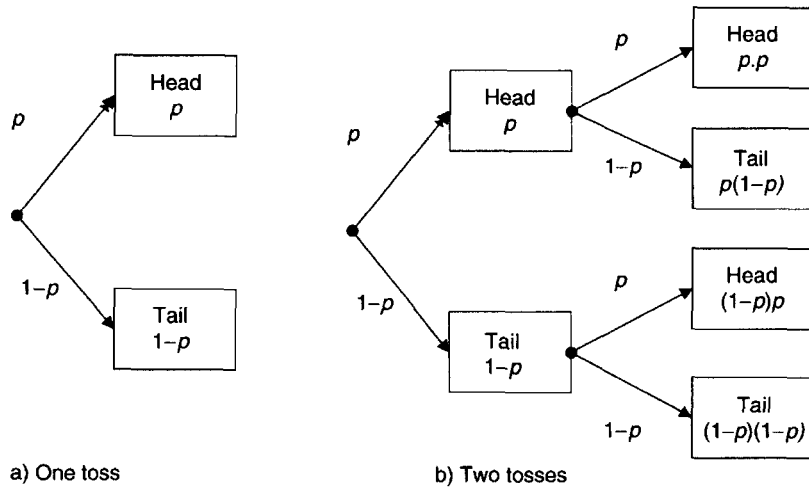 p
Head
p
1–p
Tail
1–p
a) One toss
p
Head
p
1–p
Tail
1–p
p
Head
p.p
1–p
Tail
p(1–p)
p
Head
(1–p)p
1–p
Tail
(1–p)(1–p)
b) Two tosses